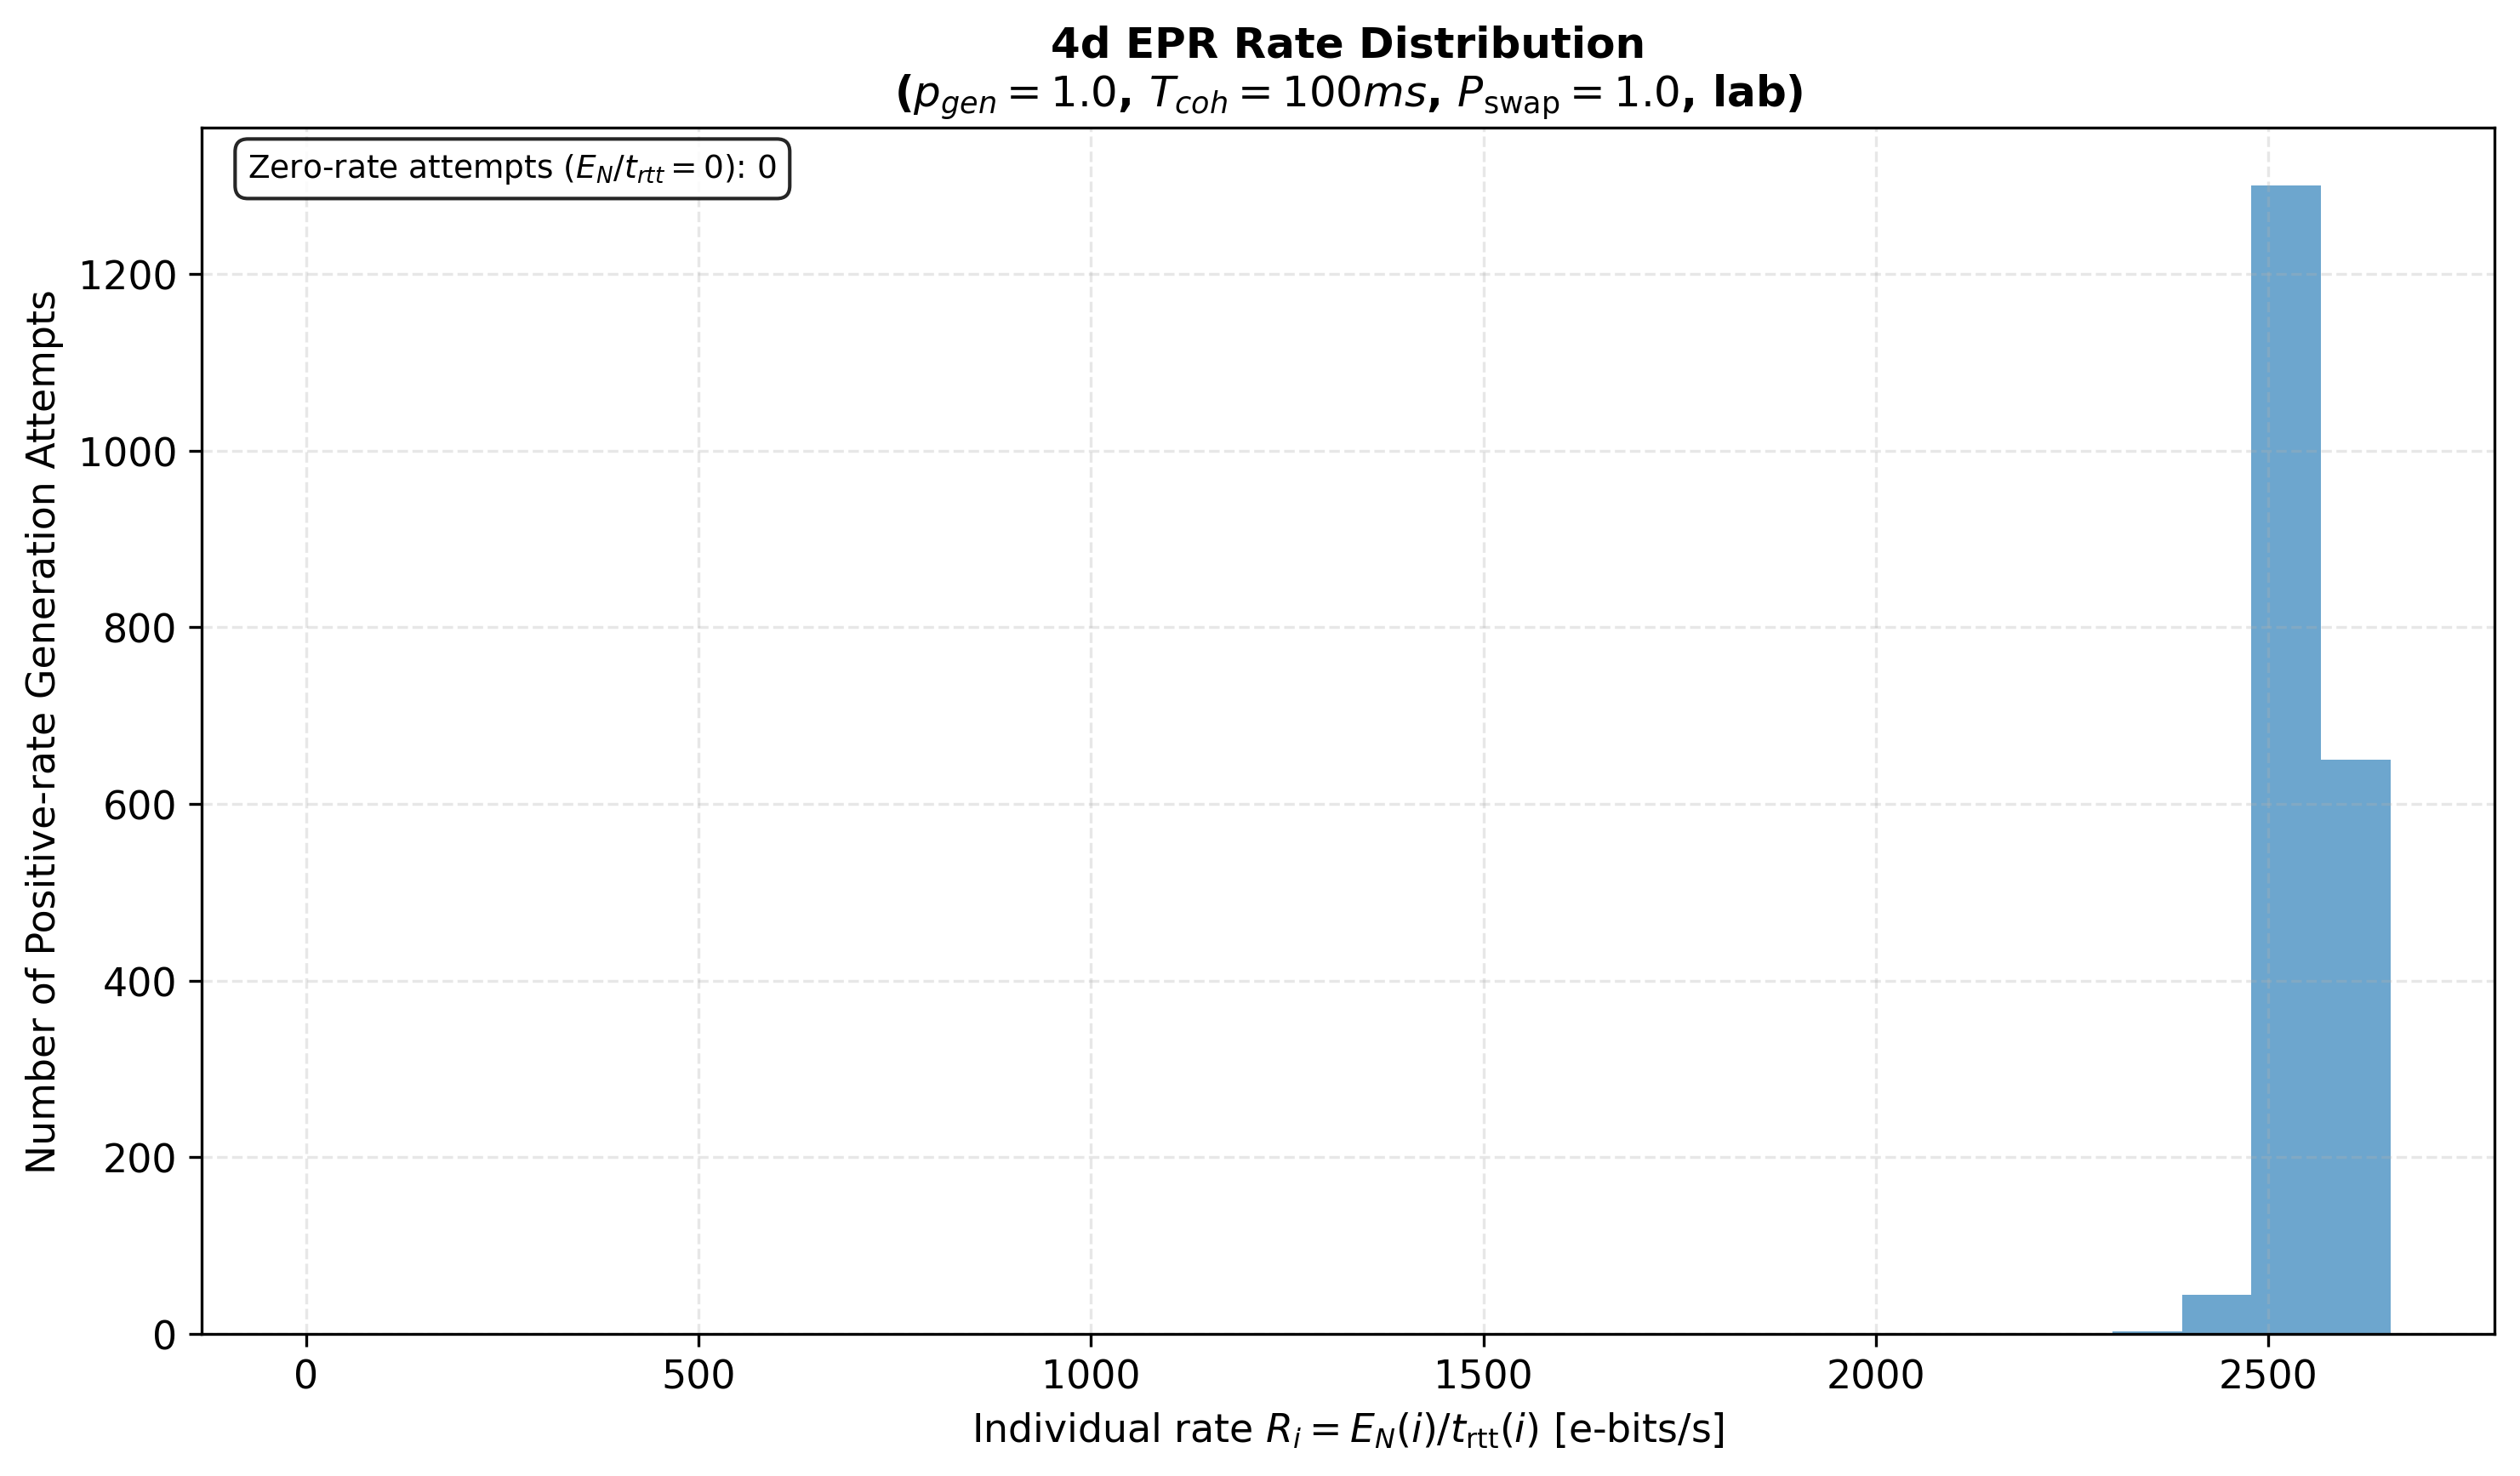 4d EPR Rate Distribution
(p_gen = 1.0, T_coh = 100ms, P_swap = 1.0, lab)
Zero-rate attempts (E_N/t_rtt = 0): 0
Number of Positive-rate Generation Attempts
1200
1000
800
600
400
200
0
0 500 1000 1500 2000 2500
Individual rate R_i = E_N(i)/t_rtt(i) [e-bits/s]